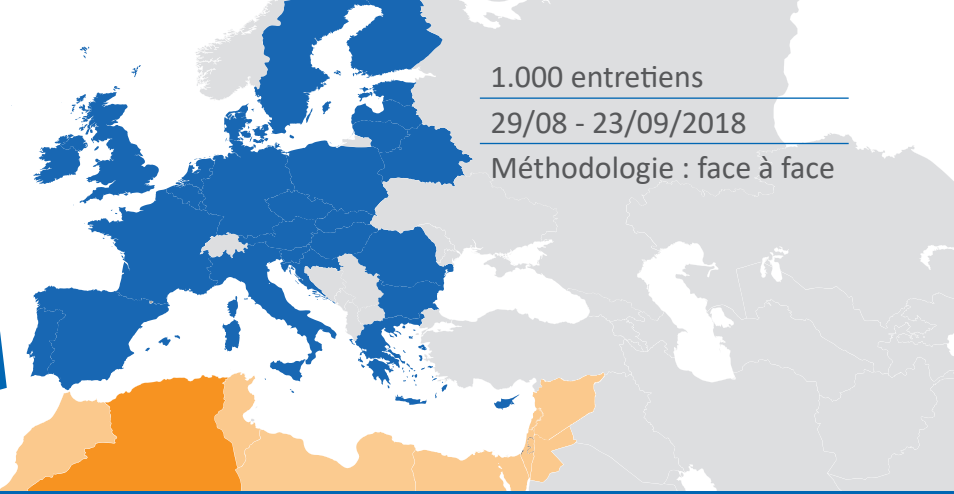 1.000 entretiens
29/08 - 23/09/2018
Méthodologie : face à face